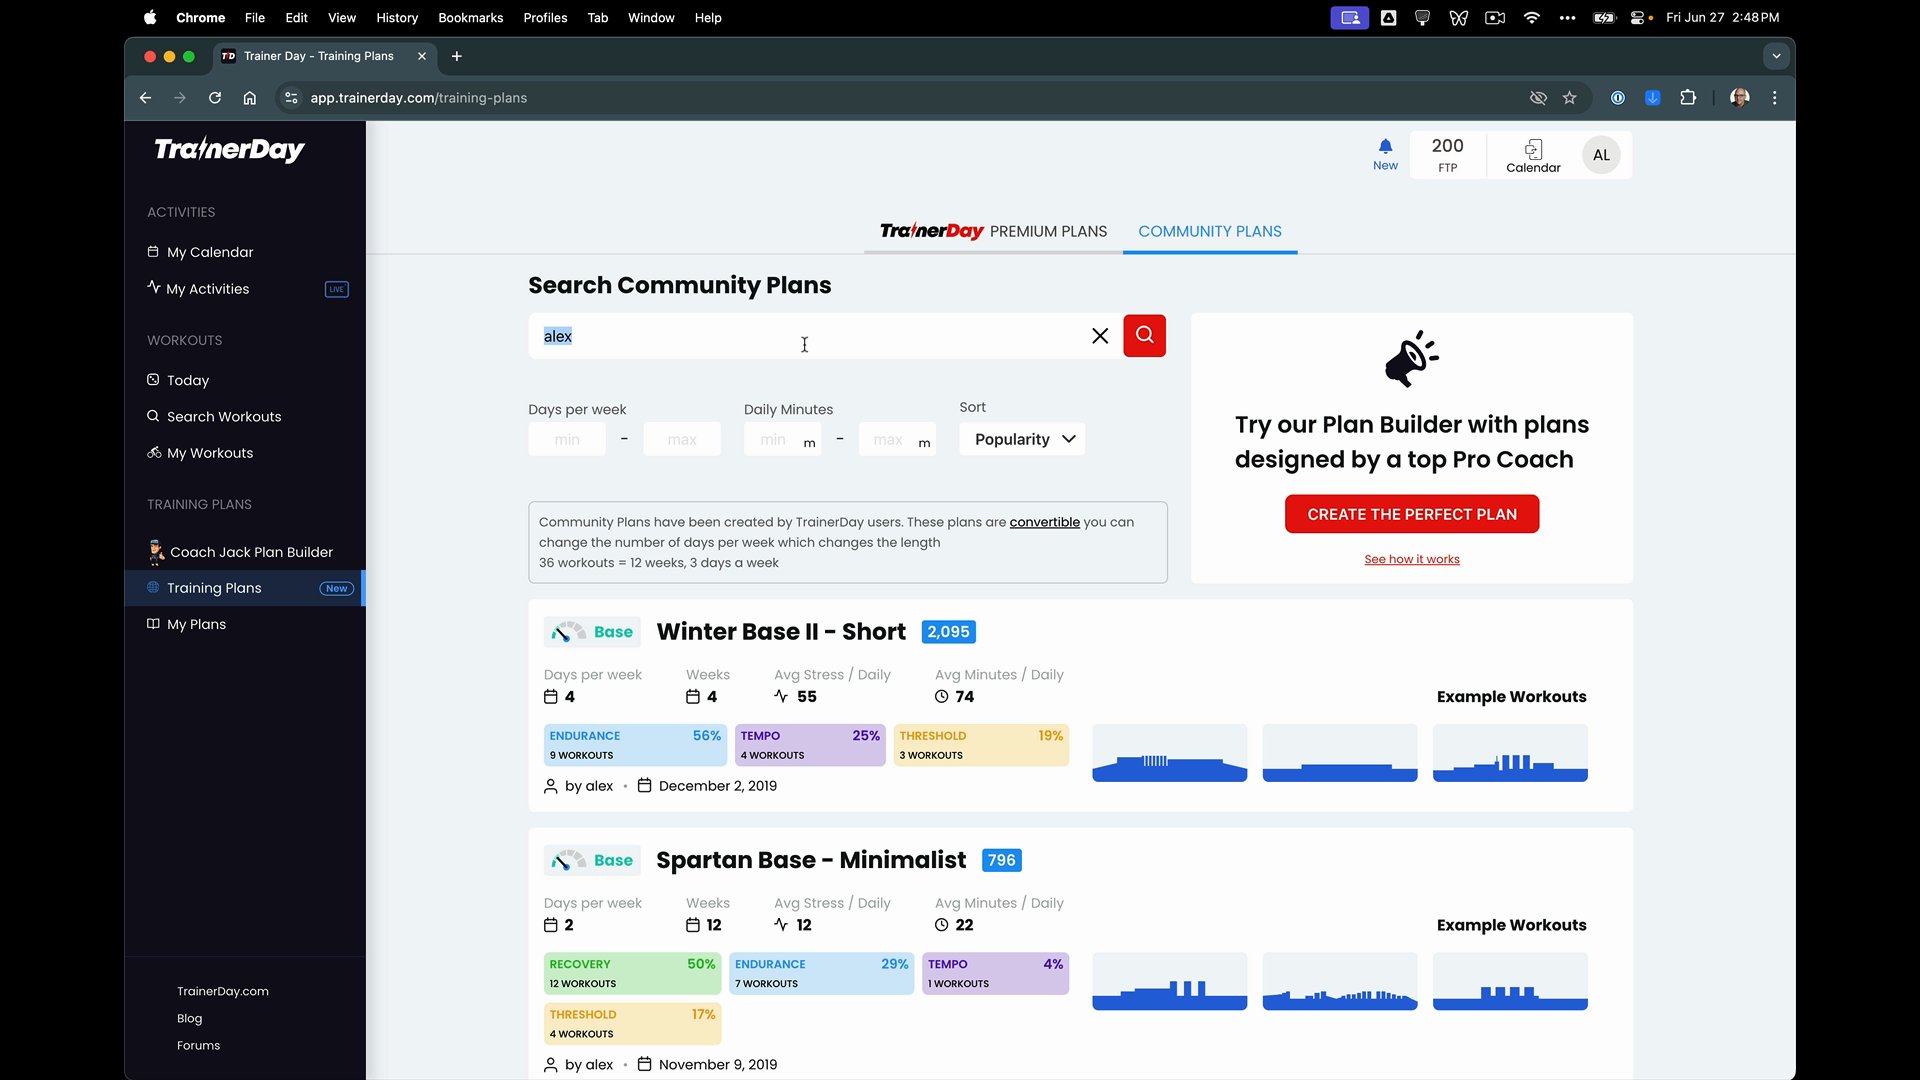 Chrome File Edit View History Bookmarks Profiles Tab Window Help Fri Jun 27 2:48 PM
TD Trainer Day - Training Plans
app.trainerday.com/training-plans
TrainerDay
ACTIVITIES
My Calendar
My Activities LIVE
WORKOUTS
Today
Search Workouts
My Workouts
TRAINING PLANS
Coach Jack Plan Builder
Training Plans New
My Plans
TrainerDay.com
Blog
Forums
New
200
FTP
Calendar
AL
TrainerDay PREMIUM PLANS COMMUNITY PLANS
Search Community Plans
alex
Days per week Daily Minutes Sort
min - max min m - max m Popularity
Community Plans have been created by TrainerDay users. These plans are convertible you can
change the number of days per week which changes the length
36 workouts = 12 weeks, 3 days a week
Try our Plan Builder with plans
designed by a top Pro Coach
CREATE THE PERFECT PLAN
See how it works
Base Winter Base II - Short 2,095
Days per week Weeks Avg Stress / Daily Avg Minutes / Daily
4 4 55 74 Example Workouts
ENDURANCE 56% TEMPO 25% THRESHOLD 19%
9 WORKOUTS 4 WORKOUTS 3 WORKOUTS
by alex • December 2, 2019
Base Spartan Base - Minimalist 796
Days per week Weeks Avg Stress / Daily Avg Minutes / Daily
2 12 12 22 Example Workouts
RECOVERY 50% ENDURANCE 29% TEMPO 4%
12 WORKOUTS 7 WORKOUTS 1 WORKOUTS
THRESHOLD 17%
4 WORKOUTS
by alex • November 9, 2019